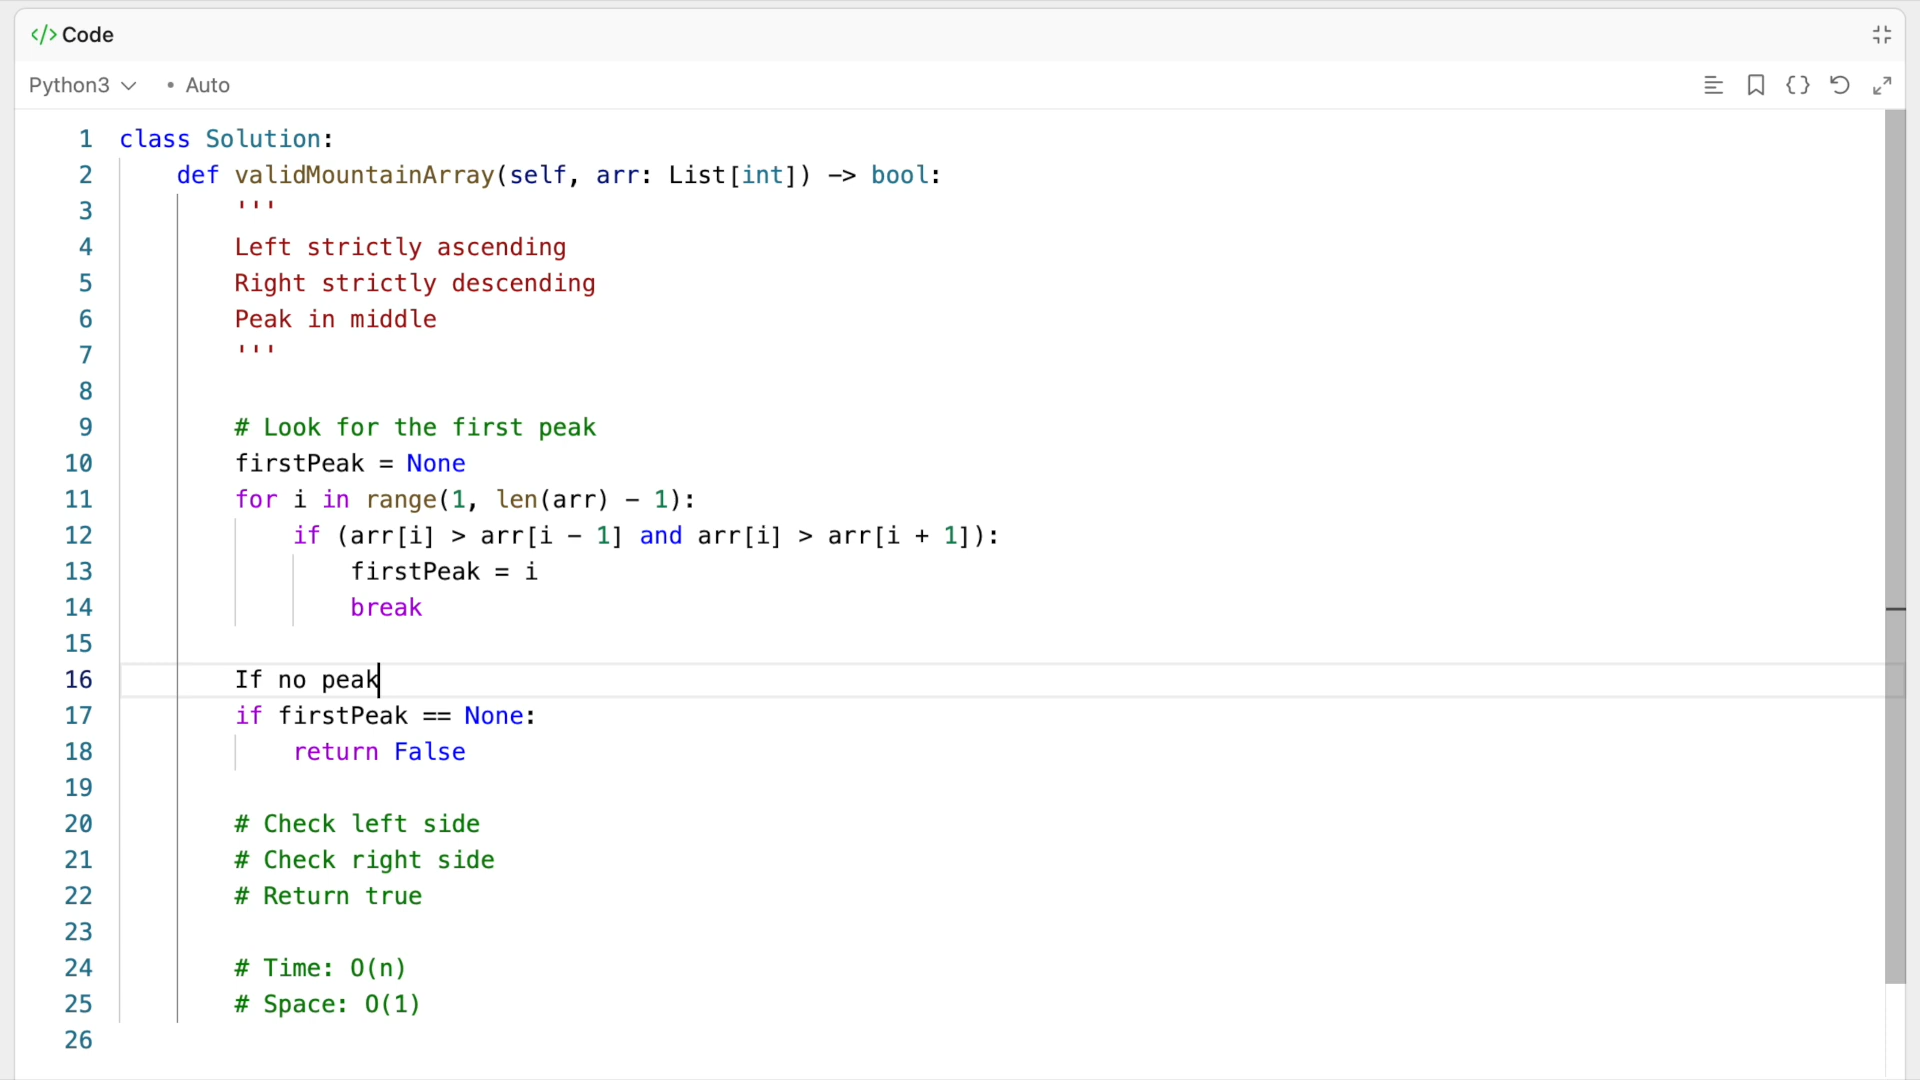 </> Code
Python3 • Auto
1 class Solution:
2 def validMountainArray(self, arr: List[int]) -> bool:
3 '''
4 Left strictly ascending
5 Right strictly descending
6 Peak in middle
7 '''
8
9 # Look for the first peak
10 firstPeak = None
11 for i in range(1, len(arr) - 1):
12 if (arr[i] > arr[i - 1] and arr[i] > arr[i + 1]):
13 firstPeak = i
14 break
15
16 If no peak
17 if firstPeak == None:
18 return False
19
20 # Check left side
21 # Check right side
22 # Return true
23
24 # Time: O(n)
25 # Space: O(1)
26